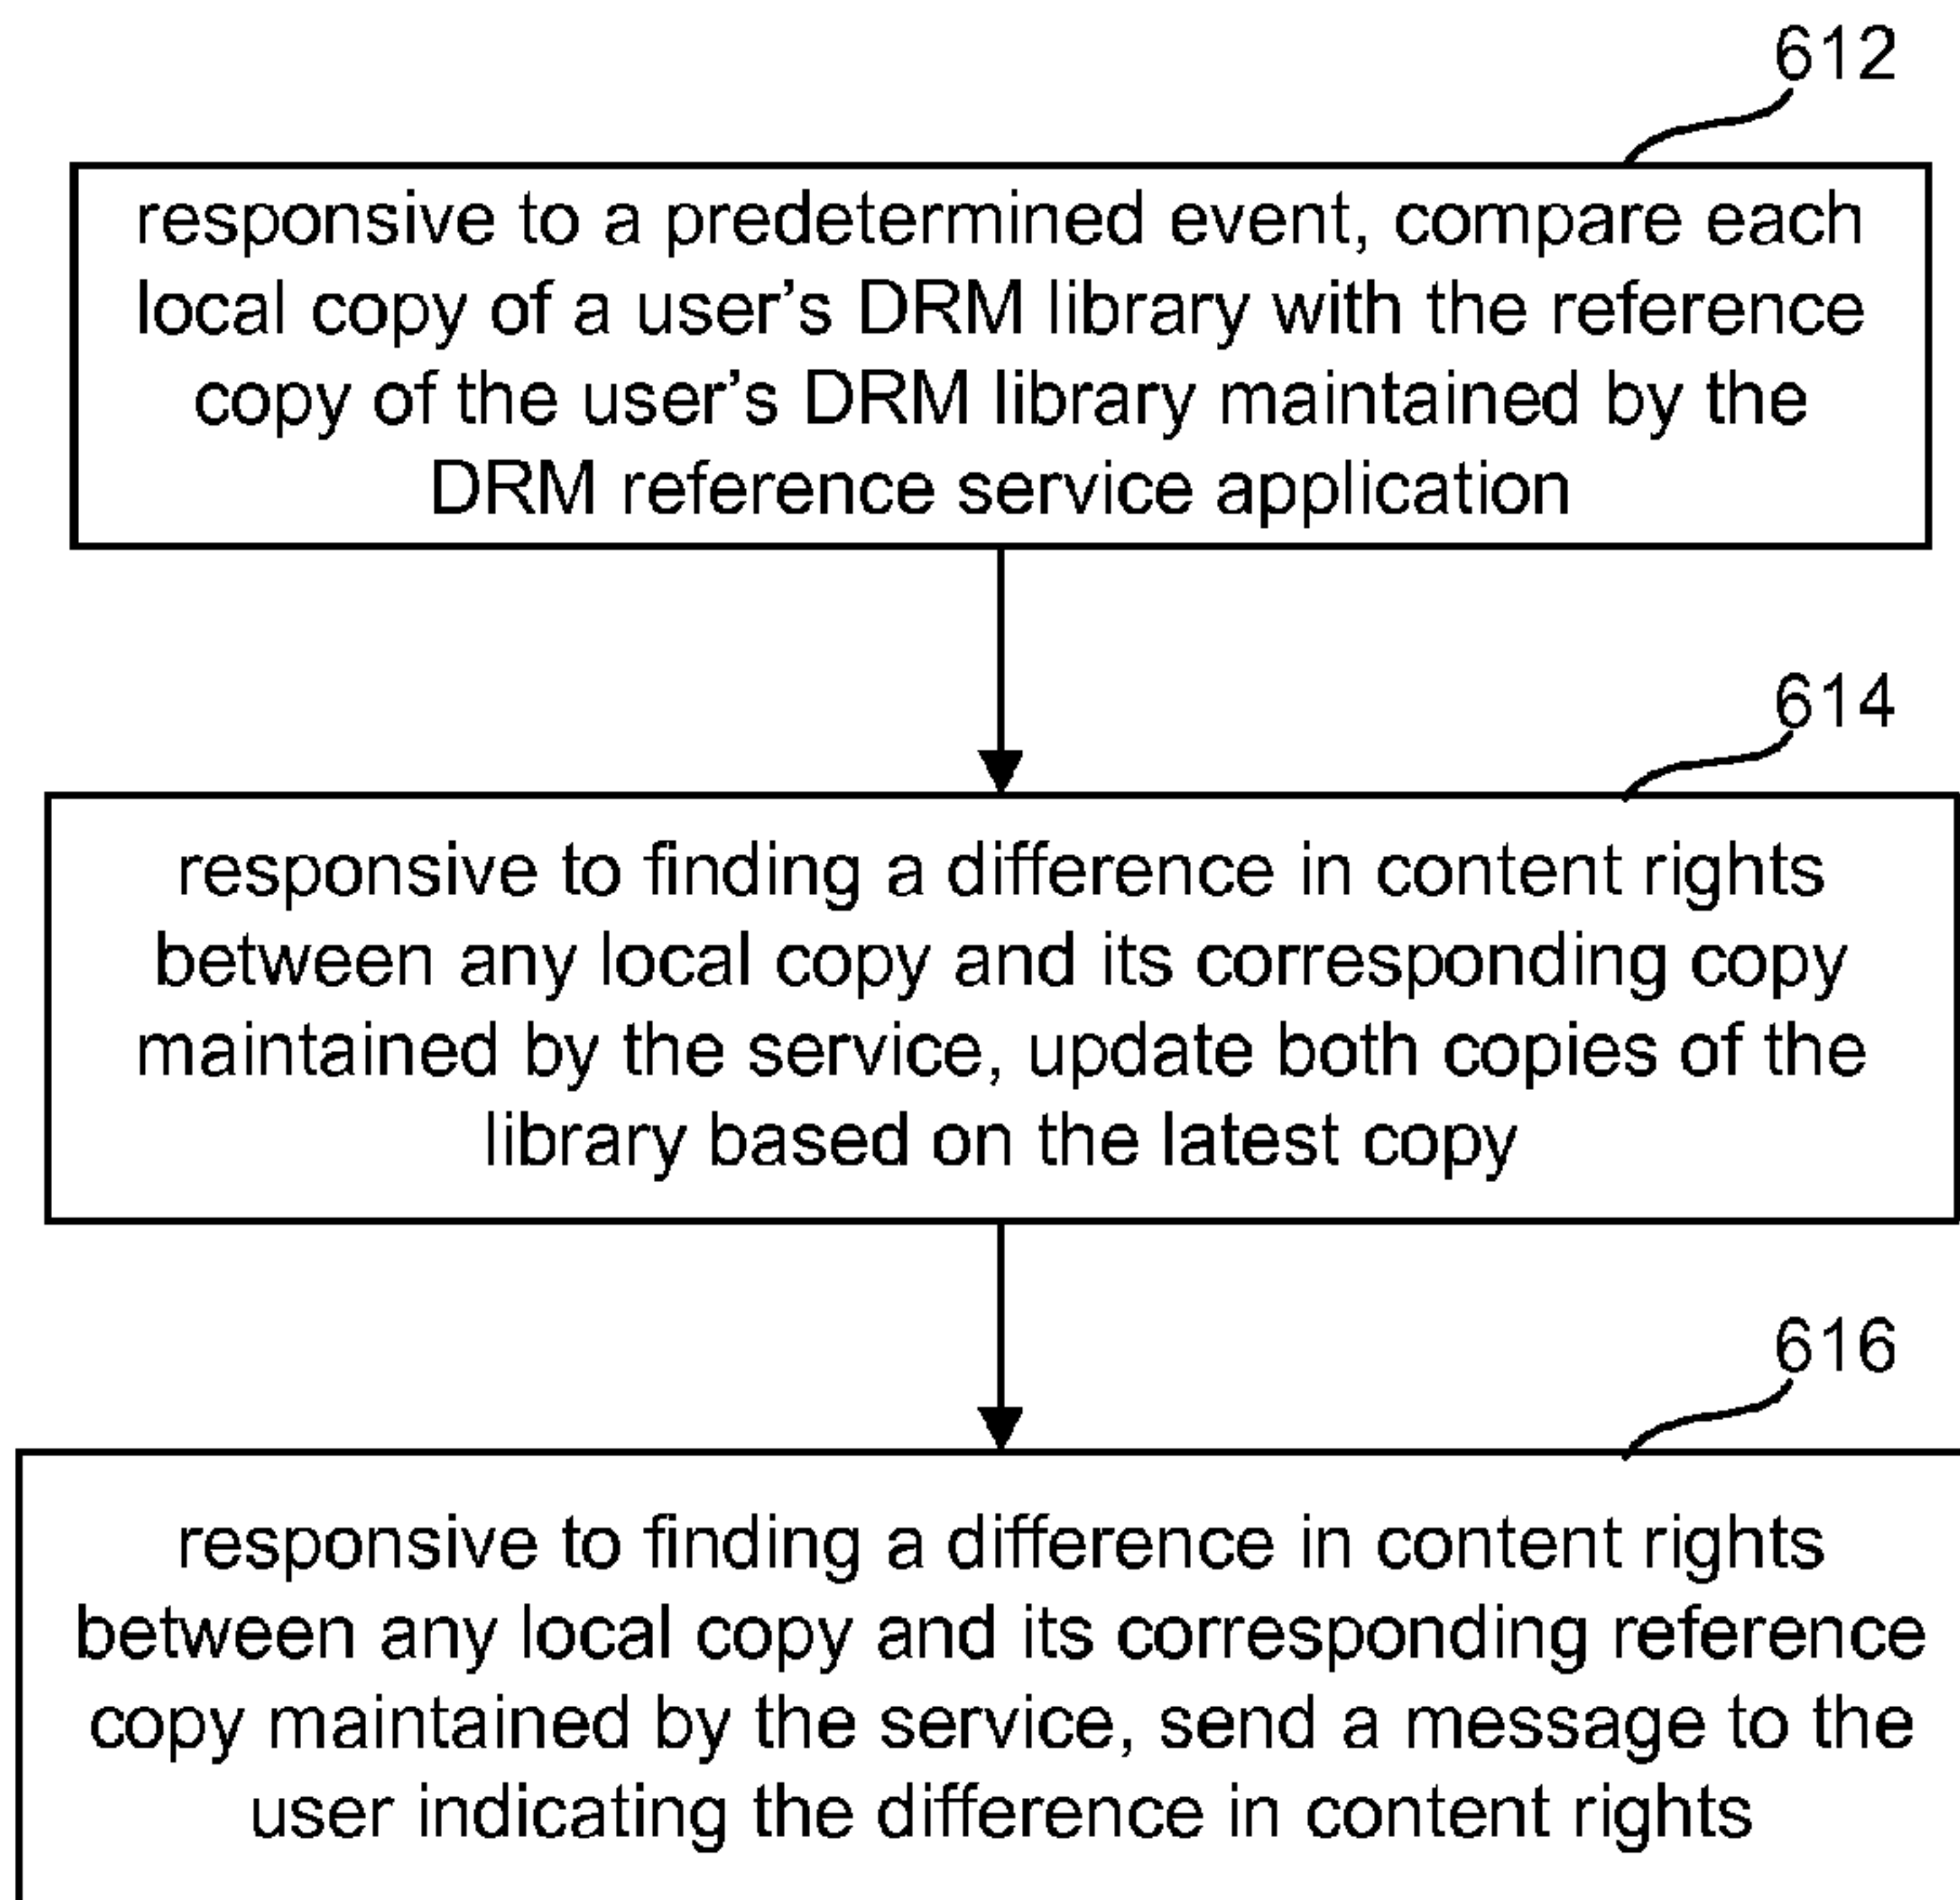 612
responsive to a predetermined event, compare each
local copy of a user's DRM library with the reference
copy of the user's DRM library maintained by the
DRM reference service application
614
responsive to finding a difference in content rights
between any local copy and its corresponding copy
maintained by the service, update both copies of the
library based on the latest copy
616
responsive to finding a difference in content rights
between any local copy and its corresponding reference
copy maintained by the service, send a message to the
user indicating the difference in content rights